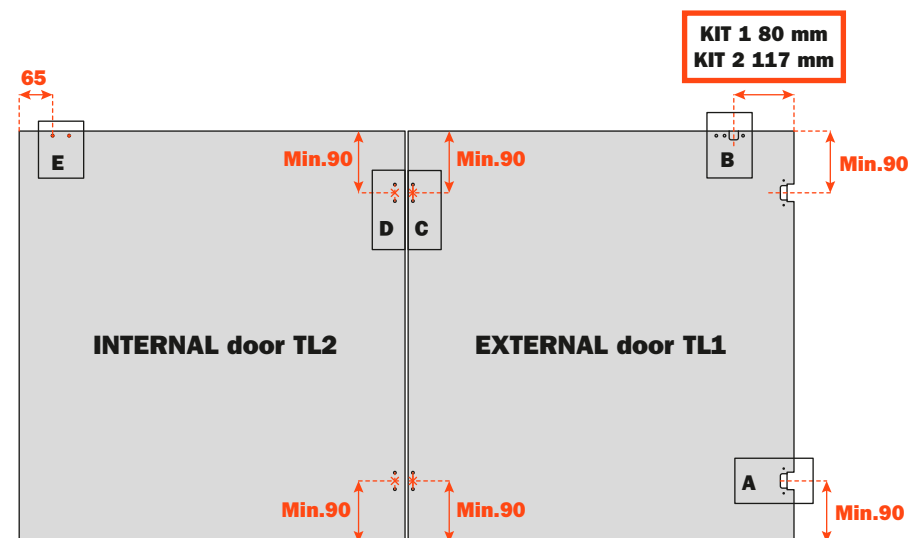 KIT 1 80 mm
KIT 2 117 mm
65
E
Min.90
Min.90
B
Min.90
D
C
INTERNAL door TL2
EXTERNAL door TL1
A
Min.90
Min.90
Min.90